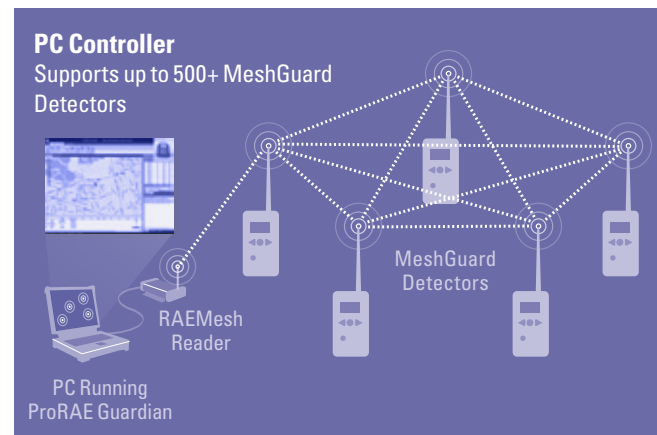 PC Controller
Supports up to 500+ MeshGuard
Detectors
MeshGuard
Detectors
RAEMesh
Reader
PC Running
ProRAE Guardian